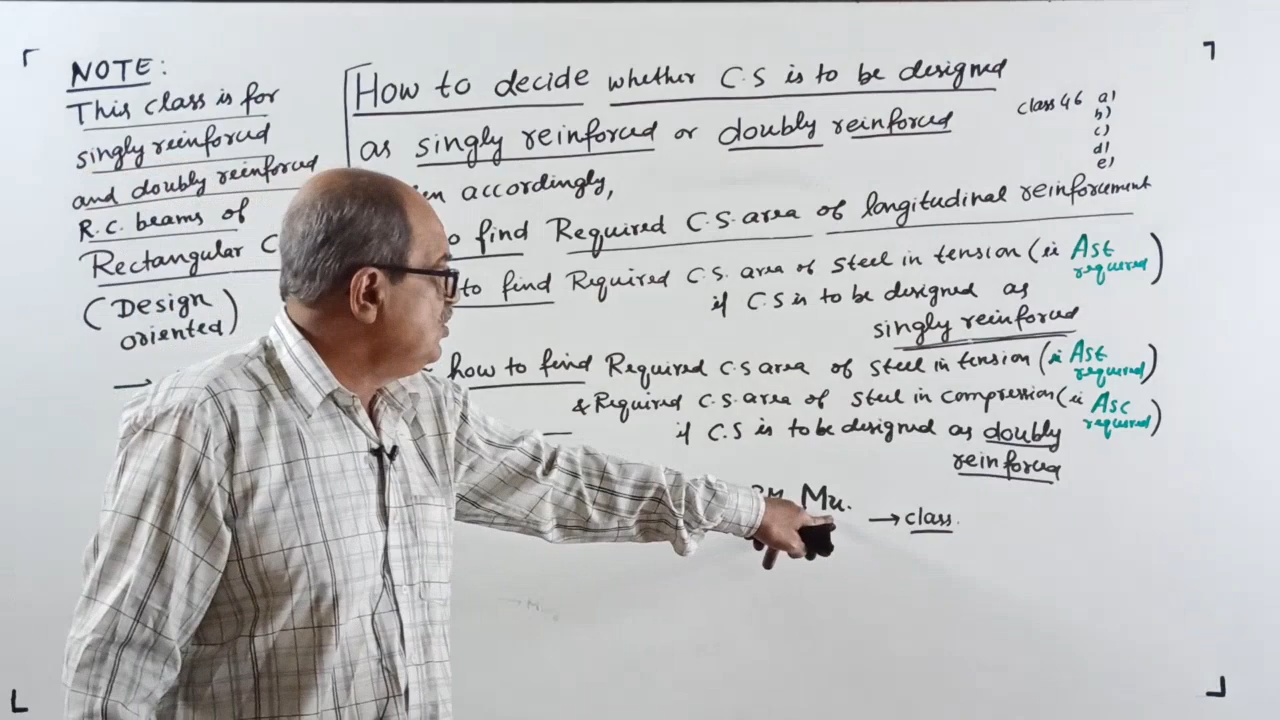 NOTE:
This class is for
singly reinforced
and doubly reinforced
R.C. beams of
Rectangular C
(Design
oriented)
→
How to decide whether C.S is to be designed
as singly reinforced or doubly reinforced
accordingly,
find Required C.S. area of longitudinal reinforcement
to find Required C.S. area of steel in tension (ie Ast required)
if C.S is to be designed as
singly reinforced
how to find Required C.S area of steel in tension (ie Ast required)
& Required C.S. area of steel in compression (ie Asc required)
if C.S is to be designed as doubly
reinforced
Mu. → class.
class 46 a)
b)
c)
d)
e)